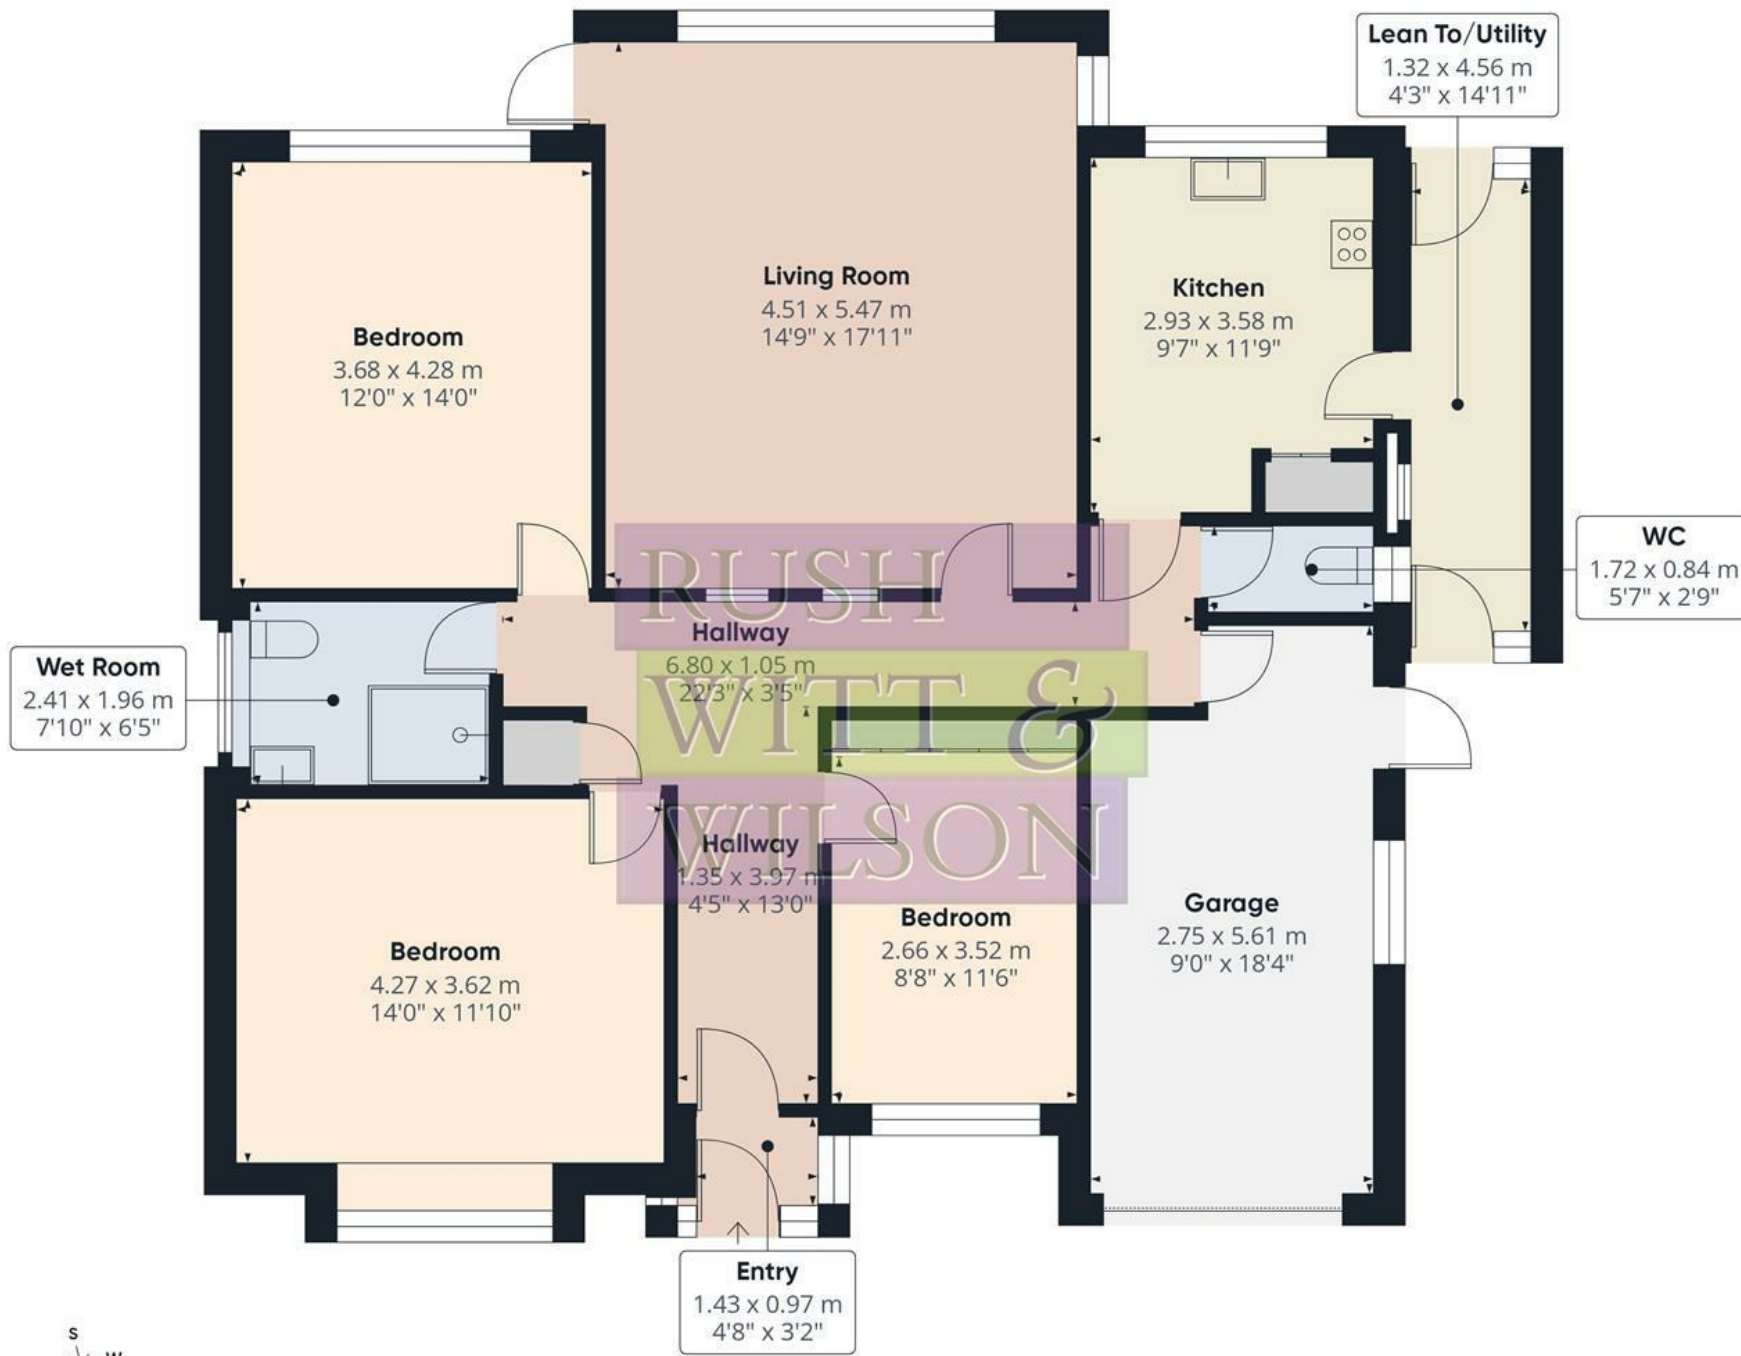 Lean To/Utility
1.32 x 4.56 m
4'3" x 14'11"
Living Room
4.51 x 5.47 m
14'9" x 17'11"
Kitchen
2.93 x 3.58 m
9'7" x 11'9"
Bedroom
3.68 x 4.28 m
12'0" x 14'0"
WC
1.72 x 0.84 m
5'7" x 2'9"
RUSH
WITT &
WILSON
Hallway
6.80 x 1.05 m
22'3" x 3'5"
Wet Room
2.41 x 1.96 m
7'10" x 6'5"
Hallway
1.35 x 3.97 m
4'5" x 13'0"
Bedroom
2.66 x 3.52 m
8'8" x 11'6"
Garage
2.75 x 5.61 m
9'0" x 18'4"
Bedroom
4.27 x 3.62 m
14'0" x 11'10"
Entry
1.43 x 0.97 m
4'8" x 3'2"
S
W